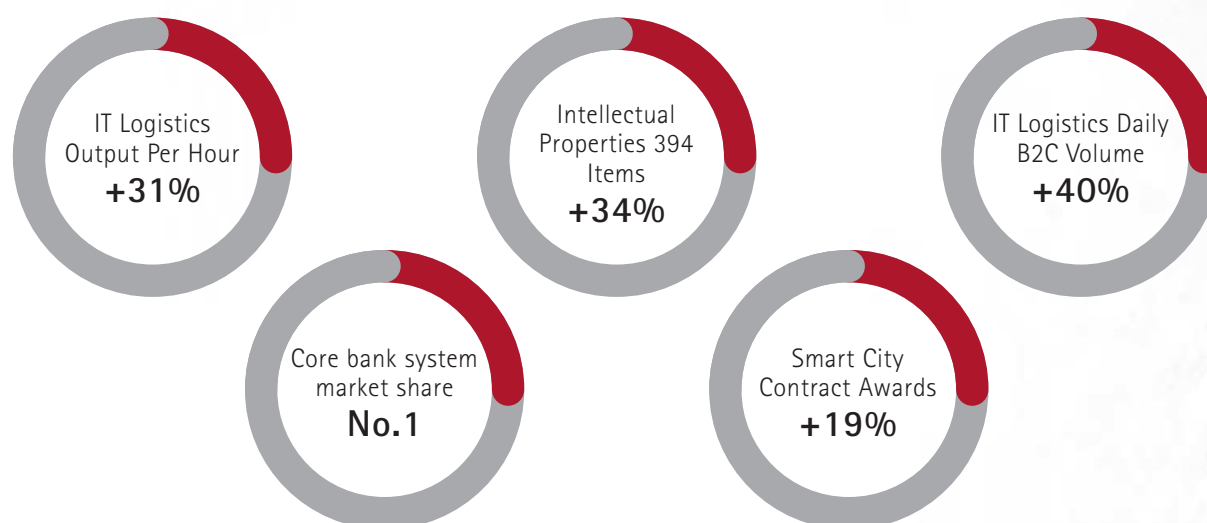 IT Logistics
Output Per Hour
+31%
Intellectual
Properties 394
Items
+34%
IT Logistics Daily
B2C Volume
+40%
Core bank system
market share
No.1
Smart City
Contract Awards
+19%